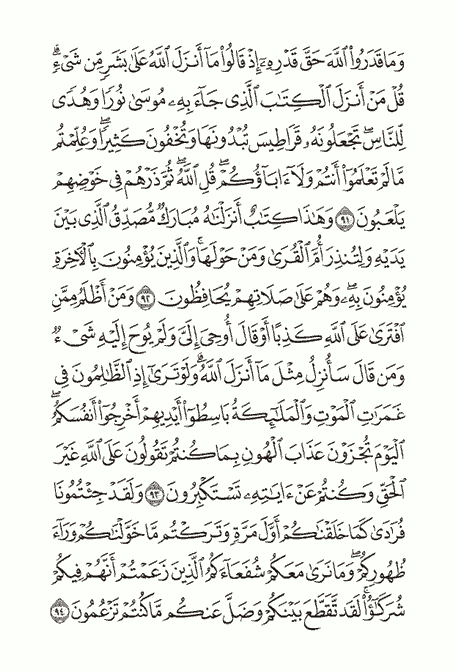 وَمَا قَدَرُوا۟ ٱللَّهَ حَقَّ قَدْرِهِۦٓ إِذْ قَالُوا۟ مَآ أَنزَلَ ٱللَّهُ عَلَىٰ بَشَرٍ مِّن شَىْءٍ ۗ
قُلْ مَنْ أَنزَلَ ٱلْكِتَٰبَ ٱلَّذِى جَآءَ بِهِۦ مُوسَىٰ نُورًا وَهُدًى
لِّلنَّاسِ ۖ تَجْعَلُونَهُۥ قَرَاطِيسَ تُبْدُونَهَا وَتُخْفُونَ كَثِيرًا ۖ وَعُلِّمْتُم
مَّا لَمْ تَعْلَمُوٓا۟ أَنتُمْ وَلَآ ءَابَآؤُكُمْ ۖ قُلِ ٱللَّهُ ۖ ثُمَّ ذَرْهُمْ فِى خَوْضِهِمْ
يَلْعَبُونَ ٩١ وَهَٰذَا كِتَٰبٌ أَنزَلْنَٰهُ مُبَارَكٌ مُّصَدِّقُ ٱلَّذِى بَيْنَ
يَدَيْهِ وَلِتُنذِرَ أُمَّ ٱلْقُرَىٰ وَمَنْ حَوْلَهَا ۚ وَٱلَّذِينَ يُؤْمِنُونَ بِٱلْءَاخِرَةِ
يُؤْمِنُونَ بِهِۦ ۖ وَهُمْ عَلَىٰ صَلَاتِهِمْ يُحَافِظُونَ ٩٢ وَمَنْ أَظْلَمُ مِمَّنِ
ٱفْتَرَىٰ عَلَى ٱللَّهِ كَذِبًا أَوْ قَالَ أُوحِىَ إِلَىَّ وَلَمْ يُوحَ إِلَيْهِ شَىْءٌ
وَمَن قَالَ سَأُنزِلُ مِثْلَ مَآ أَنزَلَ ٱللَّهُ ۗ وَلَوْ تَرَىٰٓ إِذِ ٱلظَّٰلِمُونَ فِى
غَمَرَٰتِ ٱلْمَوْتِ وَٱلْمَلَٰٓئِكَةُ بَاسِطُوٓا۟ أَيْدِيهِمْ أَخْرِجُوٓا۟ أَنفُسَكُمُ ۖ
ٱلْيَوْمَ تُجْزَوْنَ عَذَابَ ٱلْهُونِ بِمَا كُنتُمْ تَقُولُونَ عَلَى ٱللَّهِ غَيْرَ
ٱلْحَقِّ وَكُنتُمْ عَنْ ءَايَٰتِهِۦ تَسْتَكْبِرُونَ ٩٣ وَلَقَدْ جِئْتُمُونَا
فُرَٰدَىٰ كَمَا خَلَقْنَٰكُمْ أَوَّلَ مَرَّةٍ وَتَرَكْتُم مَّا خَوَّلْنَٰكُمْ وَرَآءَ
ظُهُورِكُمْ ۖ وَمَا نَرَىٰ مَعَكُمْ شُفَعَآءَكُمُ ٱلَّذِينَ زَعَمْتُمْ أَنَّهُمْ فِيكُمْ
شُرَكَٰٓؤُا۟ ۚ لَقَد تَّقَطَّعَ بَيْنَكُمْ وَضَلَّ عَنكُم مَّا كُنتُمْ تَزْعُمُونَ ٩٤